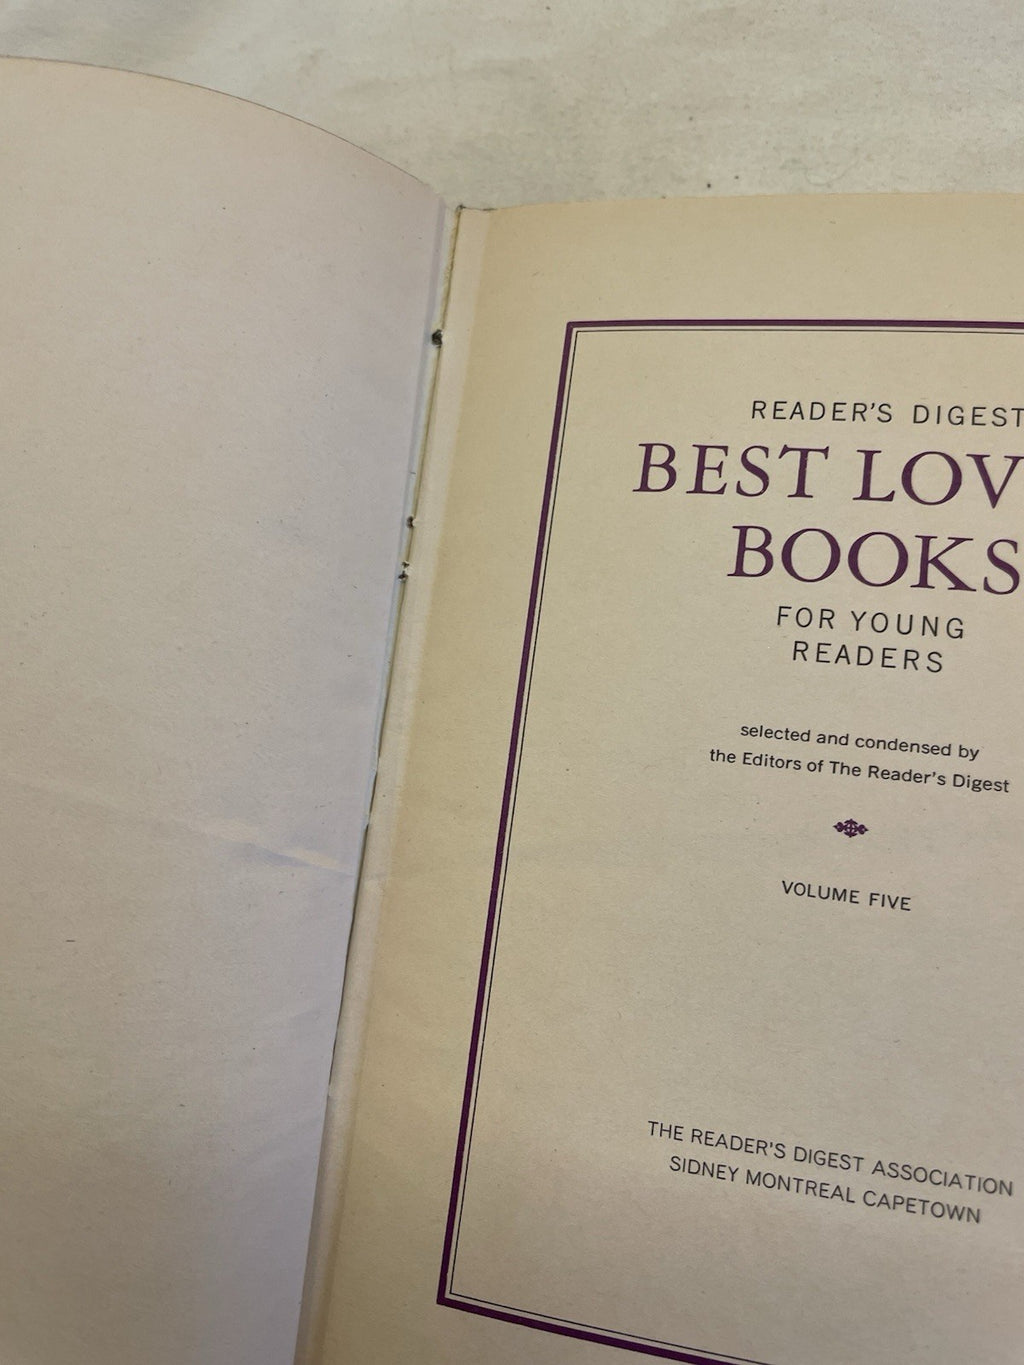 READER'S DIGEST
BEST LOV
BOOKS
FOR YOUNG
READERS
selected and condensed by
the Editors of The Reader's Digest
VOLUME FIVE
THE READER'S DIGEST ASSOCIATION
SIDNEY MONTREAL CAPETOWN